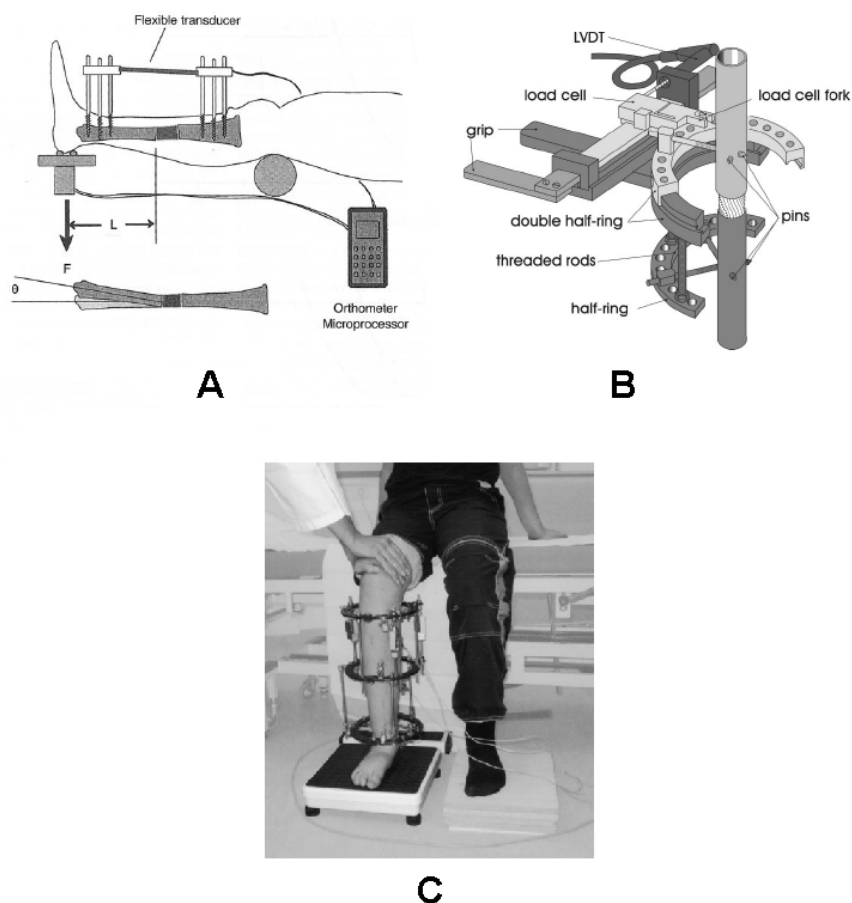 Flexible transducer
L
F
θ
Orthometer
Microprocessor
A
LVDT
load cell
load cell fork
grip
double half-ring
pins
threaded rods
half-ring
B
C